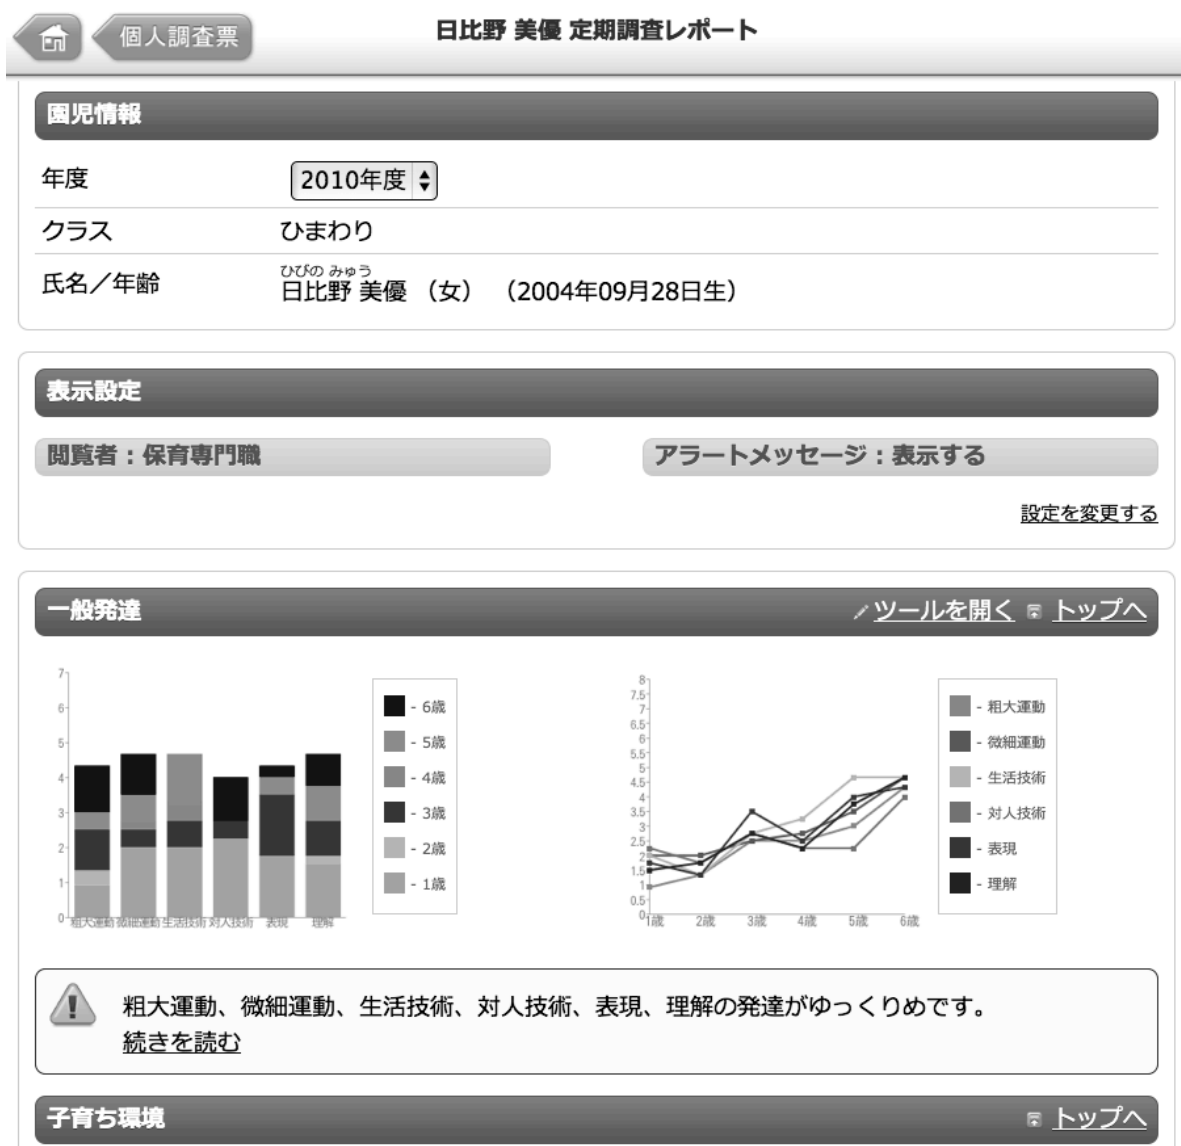 個人調査票
日比野 美優 定期調査レポート
園児情報
年度 2010年度
クラス ひまわり
ひびの みゆう
氏名／年齢 日比野 美優 （女） （2004年09月28日生）
表示設定
閲覧者：保育専門職 アラートメッセージ：表示する
設定を変更する
一般発達 ツールを開く トップへ
7
6
5
4
3
2
1
0
粗大運動 微細運動 生活技術 対人技術 表現 理解
- 6歳
- 5歳
- 4歳
- 3歳
- 2歳
- 1歳
8
7.5
7
6.5
6
5.5
5
4.5
4
3.5
3
2.5
2
1.5
1
0.5
0
1歳 2歳 3歳 4歳 5歳 6歳
- 粗大運動
- 微細運動
- 生活技術
- 対人技術
- 表現
- 理解
粗大運動、微細運動、生活技術、対人技術、表現、理解の発達がゆっくりめです。
続きを読む
子育ち環境 トップへ